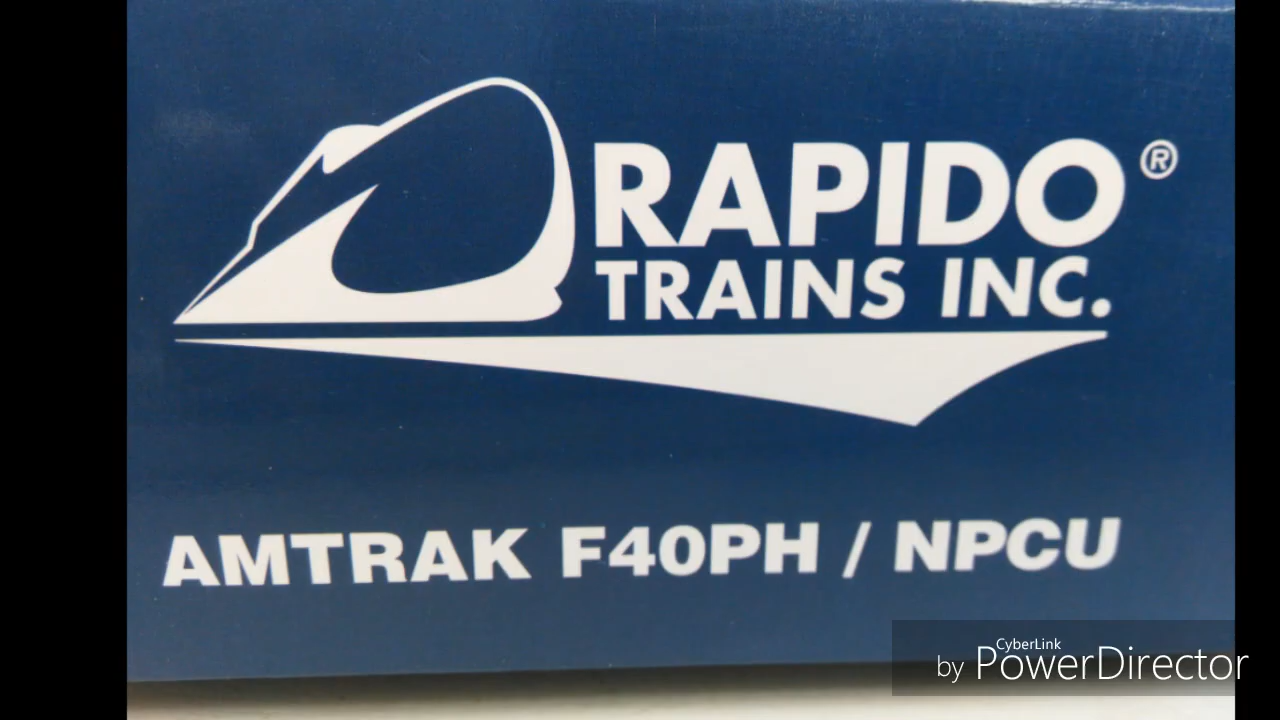 RAPIDO ®
TRAINS INC.
AMTRAK F40PH / NPCU
CyberLink
by PowerDirector